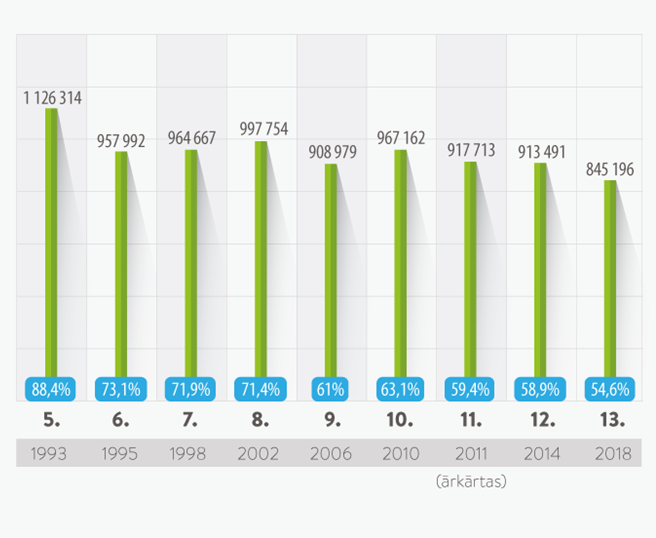 1 126 314
957 992
964 667
997 754
908 979
967 162
917 713
913 491
845 196
88,4% 73,1% 71,9% 71,4% 61% 63,1% 59,4% 58,9% 54,6%
5. 6. 7. 8. 9. 10. 11. 12. 13.
1993 1995 1998 2002 2006 2010 2011 2014 2018
(ārkārtas)